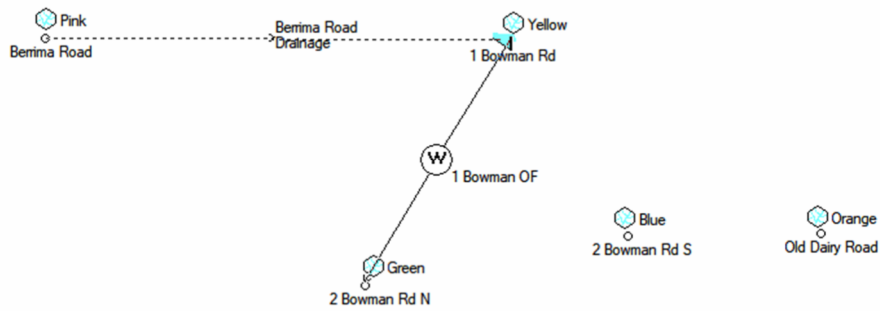 Pink
Yellow
Berrima Road
Drainage
Berrima Road
1 Bowman Rd
W
1 Bowman OF
Blue
Orange
2 Bowman Rd S
Old Dairy Road
Green
2 Bowman Rd N